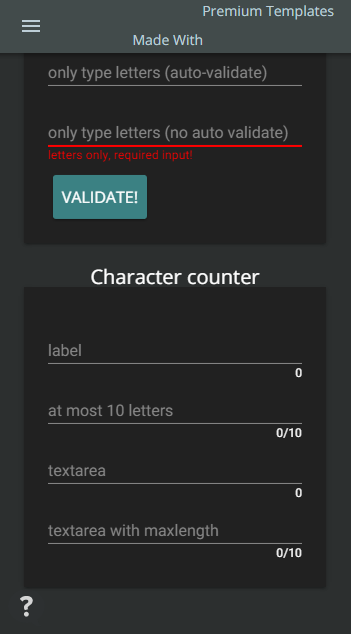 Premium Templates
Made With
only type letters (auto-validate)
only type letters (no auto validate)
letters only, required input!
VALIDATE!
Character counter
label
0
at most 10 letters
0/10
textarea
0
textarea with maxlength
0/10
?